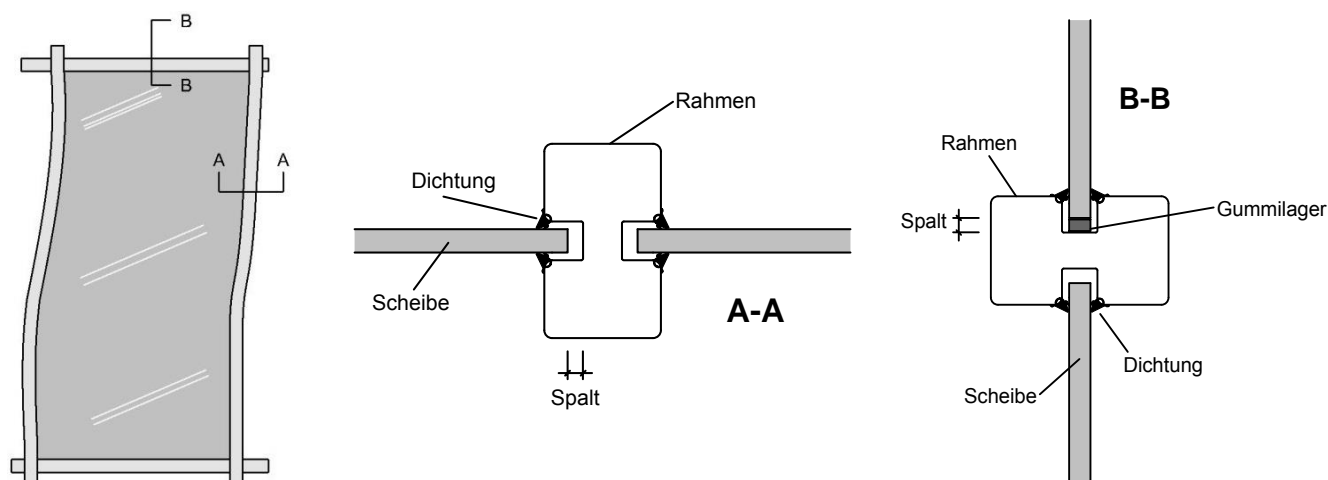 B
B
A A
Rahmen
Dichtung
Scheibe
A-A
Spalt
B-B
Rahmen
Spalt
Gummilager
Dichtung
Scheibe